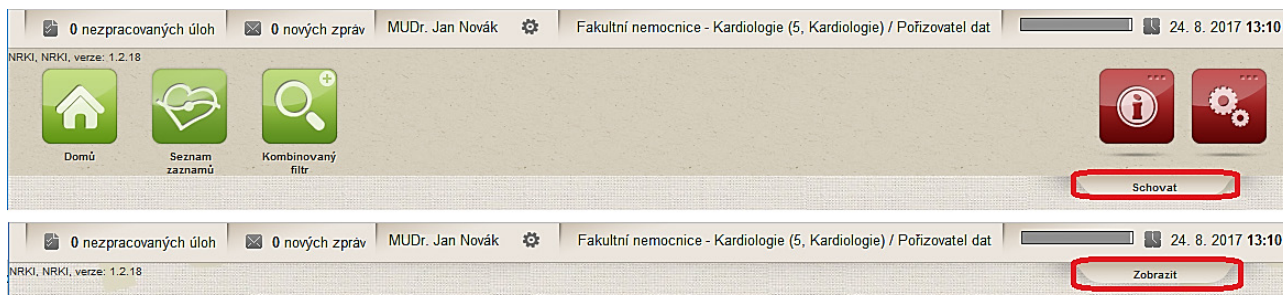 0 nezpracovaných úloh 0 nových zpráv MUDr. Jan Novák Fakultní nemocnice - Kardiologie (5, Kardiologie) / Pořizovatel dat 24. 8. 2017 13:10
NRKI, NRKI, verze: 1.2.18
Domů Seznam Kombinovaný
zaznamů filtr
Schovat
0 nezpracovaných úloh 0 nových zpráv MUDr. Jan Novák Fakultní nemocnice - Kardiologie (5, Kardiologie) / Pořizovatel dat 24. 8. 2017 13:10
NRKI, NRKI, verze: 1.2.18 Zobrazit